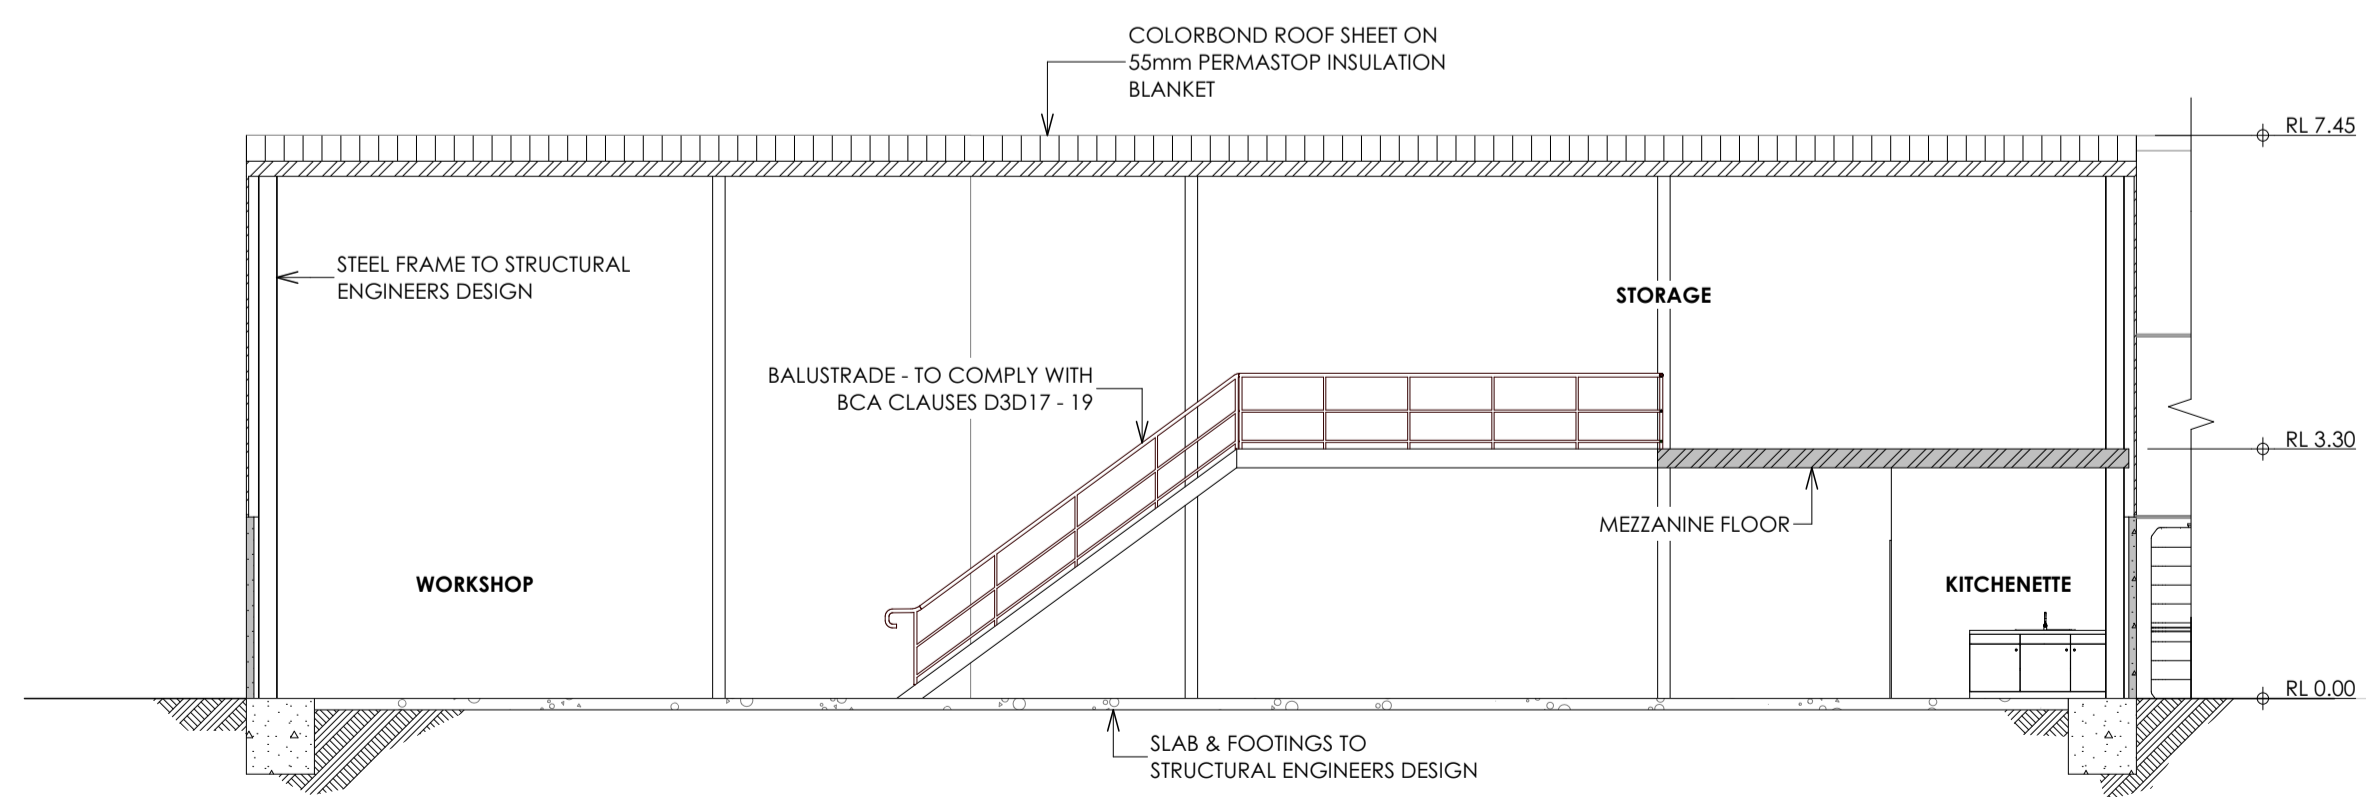 COLORBOND ROOF SHEET ON
55mm PERMASTOP INSULATION
BLANKET
RL 7.45
STEEL FRAME TO STRUCTURAL
ENGINEERS DESIGN
STORAGE
BALUSTRADE - TO COMPLY WITH
BCA CLAUSES D3D17 - 19
RL 3.30
MEZZANINE FLOOR
WORKSHOP
KITCHENETTE
RL 0.00
SLAB & FOOTINGS TO
STRUCTURAL ENGINEERS DESIGN